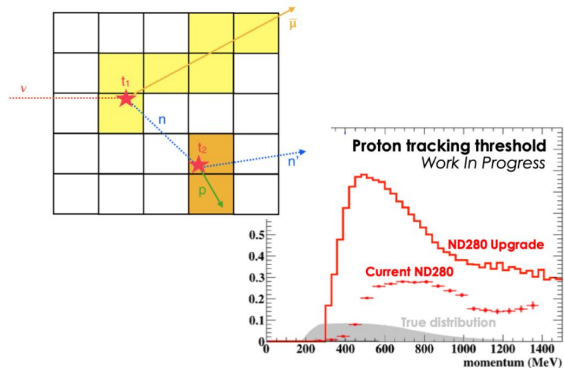 μ̄
t₁
ν
n
t₂
n'
p
Proton tracking threshold
Work In Progress
ND280 Upgrade
Current ND280
True distribution
0.5
0.4
0.3
0.2
0.1
0
0 200 400 600 800 1000 1200 1400
momentum (MeV)